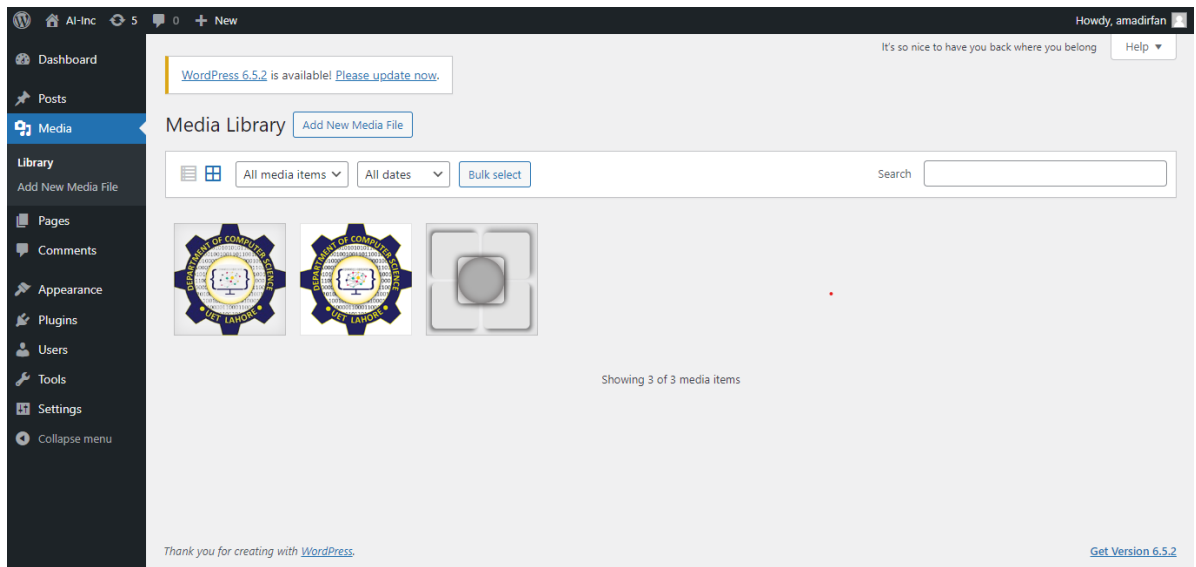 AI-Inc 5 0 + New Howdy, amadirfan
It's so nice to have you back where you belong Help ▼
Dashboard
WordPress 6.5.2 is available! Please update now.
Posts
Media
Media Library Add New Media File
Library
Add New Media File
All media items All dates Bulk select Search
Pages
Comments
Appearance
Plugins
Users
Tools
Settings
Collapse menu
DEPARTMENT OF COMPUTER SCIENCE
UET LAHORE
DEPARTMENT OF COMPUTER SCIENCE
UET LAHORE
Showing 3 of 3 media items
Thank you for creating with WordPress. Get Version 6.5.2